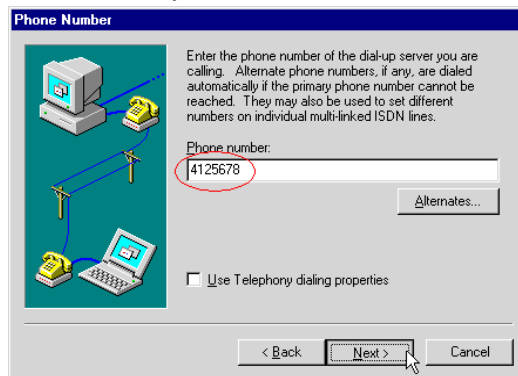 Phone Number
Enter the phone number of the dial-up server you are
calling. Alternate phone numbers, if any, are dialed
automatically if the primary phone number cannot be
reached. They may also be used to set different
numbers on individual multi-linked ISDN lines.
Phone number:
4125678
Alternates...
Use Telephony dialing properties
< Back
Next >
Cancel